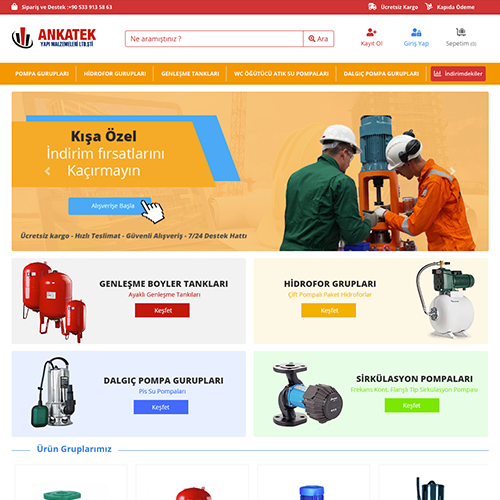 Sipariş ve Destek :+90 533 913 58 63
Ücretsiz Kargo
Kapıda Ödeme
ANKATEK
YAPI MALZEMELERİ LTD.ŞTİ
Ne aramıştınız ?
Ara
Kayıt Ol
Giriş Yap
Sepetim (0)
POMPA GURUPLARI
HİDROFOR GURUPLARI
GENLEŞME TANKLARI
WC ÖĞÜTÜCÜ ATIK SU POMPALARI
DALGIÇ POMPA GURUPLARI
İndirimdekiler
Kışa Özel
İndirim fırsatlarını
Kaçırmayın
Alışverişe Başla
Ücretsiz kargo - Hızlı Teslimat - Güvenli Alışveriş - 7/24 Destek Hattı
GENLEŞME BOYLER TANKLARI
Ayaklı Genleşme Tankıları
Keşfet
HİDROFOR GRUPLARI
Çift Pompalı Paket Hidroforlar
Keşfet
DALGIÇ POMPA GURUPLARI
Pis Su Pompaları
Keşfet
SİRKÜLASYON POMPALARI
Frekans Kont. Flanşlı Tip Sirkülasyon Pompaları
Keşfet
Ürün Gruplarımız